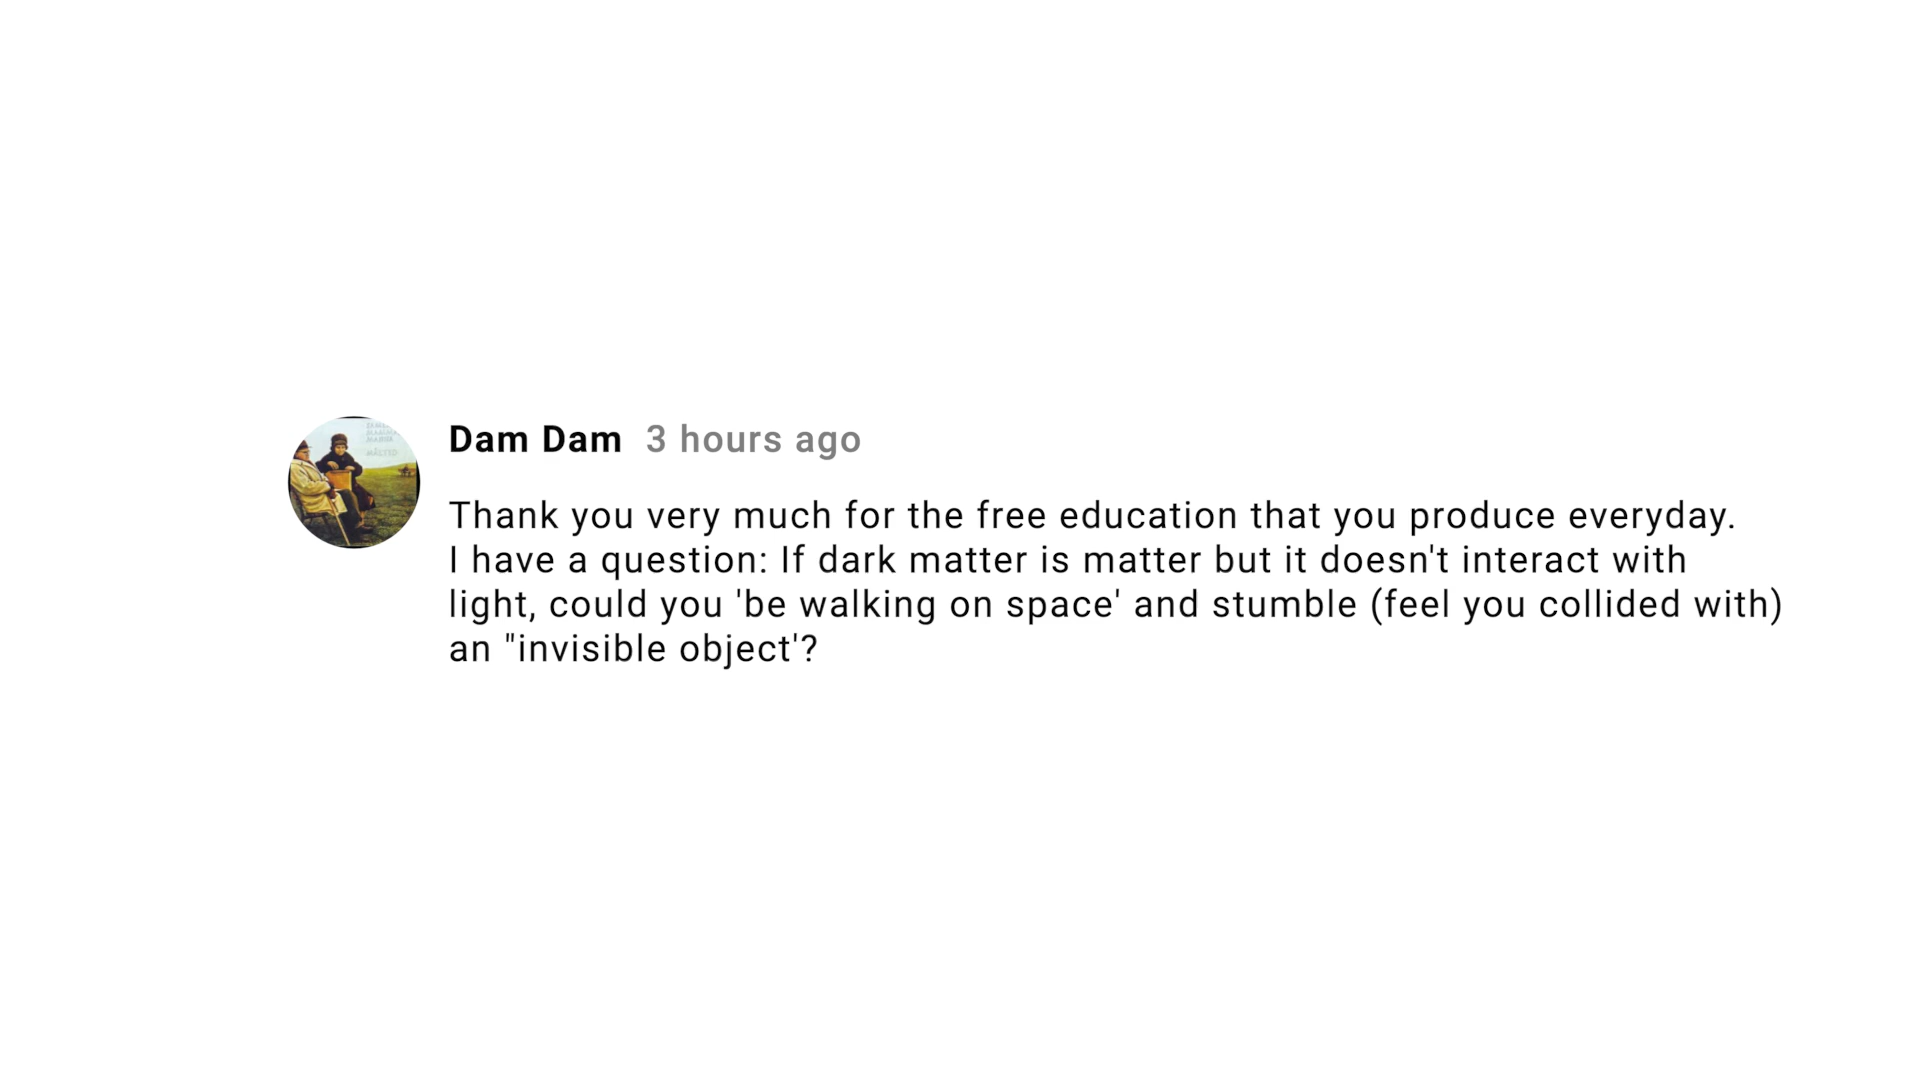 Dam Dam 3 hours ago
Thank you very much for the free education that you produce everyday.
I have a question: If dark matter is matter but it doesn't interact with
light, could you 'be walking on space' and stumble (feel you collided with)
an "invisible object'?